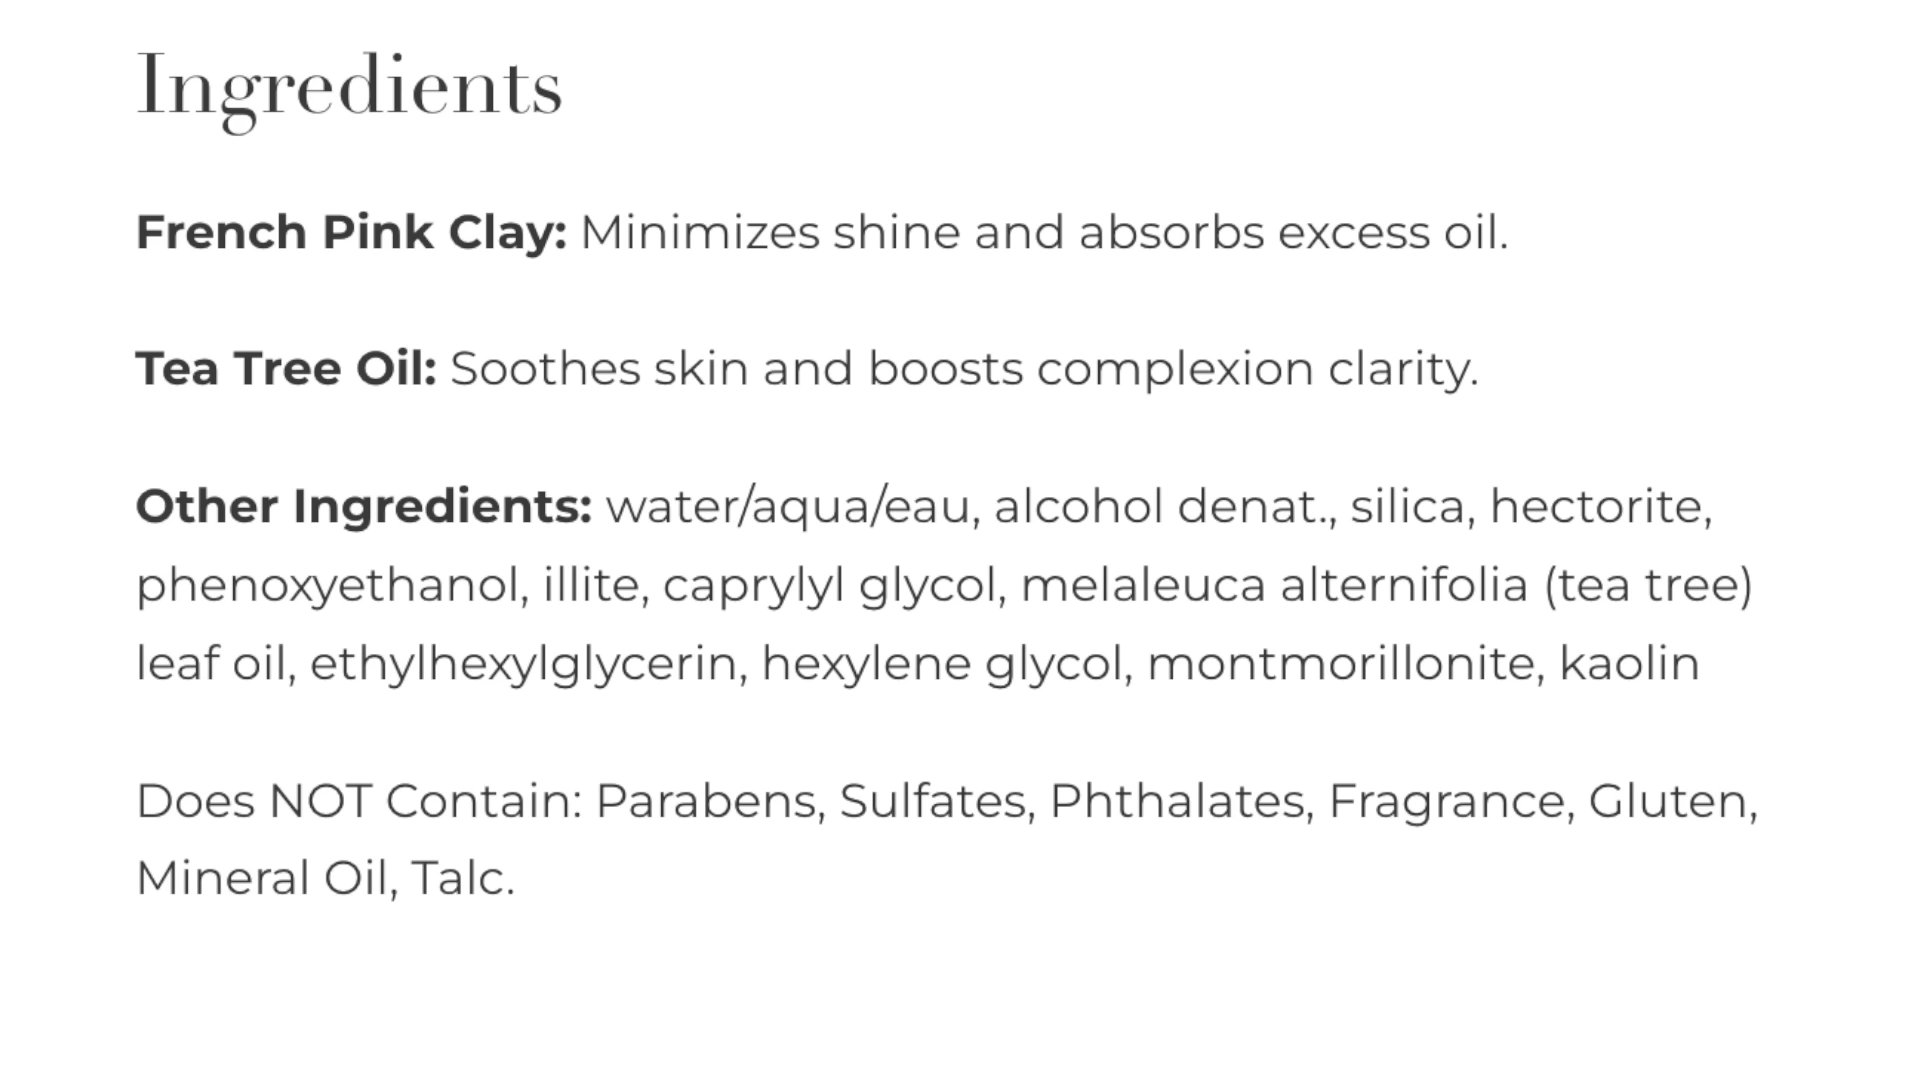 Ingredients
French Pink Clay: Minimizes shine and absorbs excess oil.
Tea Tree Oil: Soothes skin and boosts complexion clarity.
Other Ingredients: water/aqua/eau, alcohol denat., silica, hectorite,
phenoxyethanol, illite, caprylyl glycol, melaleuca alternifolia (tea tree)
leaf oil, ethylhexylglycerin, hexylene glycol, montmorillonite, kaolin
Does NOT Contain: Parabens, Sulfates, Phthalates, Fragrance, Gluten,
Mineral Oil, Talc.